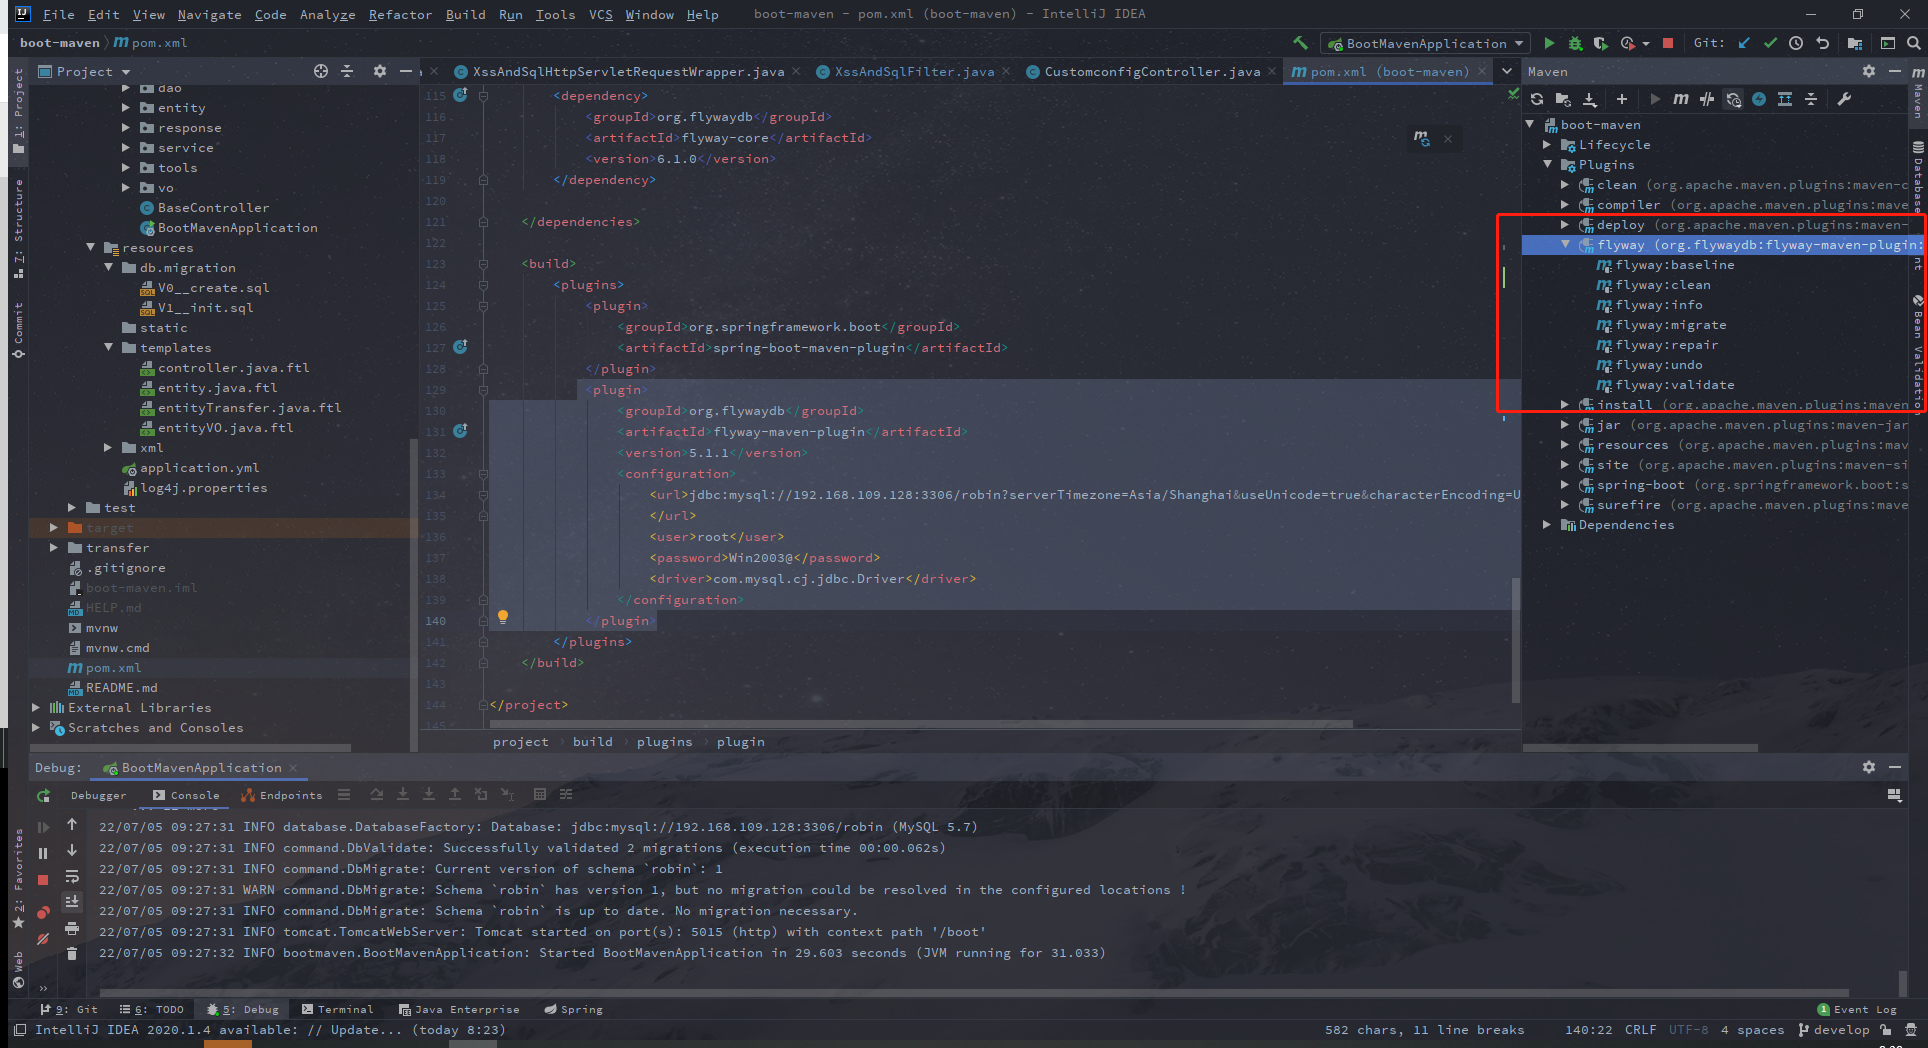 File Edit View Navigate Code Analyze Refactor Build Run Tools VCS Window Help boot-maven - pom.xml (boot-maven) - IntelliJ IDEA
boot-maven pom.xml
BootMavenApplication Git:
Project
XssAndSqlHttpServletRequestWrapper.java XssAndSqlFilter.java CustomconfigController.java pom.xml (boot-maven)
Maven
1: Project
7: Structure
Commit
dao
entity
response
service
tools
vo
BaseController
BootMavenApplication
resources
db.migration
V0__create.sql
V1__init.sql
static
templates
controller.java.ftl
entity.java.ftl
entityTransfer.java.ftl
entityVO.java.ftl
xml
application.yml
log4j.properties
test
target
transfer
.gitignore
boot-maven.iml
HELP.md
mvnw
mvnw.cmd
pom.xml
README.md
External Libraries
Scratches and Consoles
115 <dependency>
116 <groupId>org.flywaydb</groupId>
117 <artifactId>flyway-core</artifactId>
118 <version>6.1.0</version>
119 </dependency>
120
121 </dependencies>
122
123 <build>
124 <plugins>
125 <plugin>
126 <groupId>org.springframework.boot</groupId>
127 <artifactId>spring-boot-maven-plugin</artifactId>
128 </plugin>
129 <plugin>
130 <groupId>org.flywaydb</groupId>
131 <artifactId>flyway-maven-plugin</artifactId>
132 <version>5.1.1</version>
133 <configuration>
134 <url>jdbc:mysql://192.168.109.128:3306/robin?serverTimezone=Asia/Shanghai&useUnicode=true&characterEncoding=U
135 </url>
136 <user>root</user>
137 <password>Win2003@</password>
138 <driver>com.mysql.cj.jdbc.Driver</driver>
139 </configuration>
140 </plugin>
141 </plugins>
142 </build>
143
144 </project>
145
project build plugins plugin
boot-maven
Lifecycle
Plugins
clean (org.apache.maven.plugins:maven-c
compiler (org.apache.maven.plugins:mave
deploy (org.apache.maven.plugins:maven-
flyway (org.flywaydb:flyway-maven-plugin:
flyway:baseline
flyway:clean
flyway:info
flyway:migrate
flyway:repair
flyway:undo
flyway:validate
install (org.apache.maven.plugins:maven
jar (org.apache.maven.plugins:maven-jar
resources (org.apache.maven.plugins:mav
site (org.apache.maven.plugins:maven-si
spring-boot (org.springframework.boot:s
surefire (org.apache.maven.plugins:mave
Dependencies
Maven
Database
Bean Validation
Debug: BootMavenApplication
Debugger Console Endpoints
22/07/05 09:27:31 INFO database.DatabaseFactory: Database: jdbc:mysql://192.168.109.128:3306/robin (MySQL 5.7)
22/07/05 09:27:31 INFO command.DbValidate: Successfully validated 2 migrations (execution time 00:00.062s)
22/07/05 09:27:31 INFO command.DbMigrate: Current version of schema `robin`: 1
22/07/05 09:27:31 WARN command.DbMigrate: Schema `robin` has version 1, but no migration could be resolved in the configured locations !
22/07/05 09:27:31 INFO command.DbMigrate: Schema `robin` is up to date. No migration necessary.
22/07/05 09:27:31 INFO tomcat.TomcatWebServer: Tomcat started on port(s): 5015 (http) with context path '/boot'
22/07/05 09:27:32 INFO bootmaven.BootMavenApplication: Started BootMavenApplication in 29.603 seconds (JVM running for 31.033)
2: Favorites
Web
9: Git 6: TODO 5: Debug Terminal Java Enterprise Spring 1 Event Log
IntelliJ IDEA 2020.1.4 available: // Update... (today 8:23) 582 chars, 11 line breaks 140:22 CRLF UTF-8 4 spaces develop